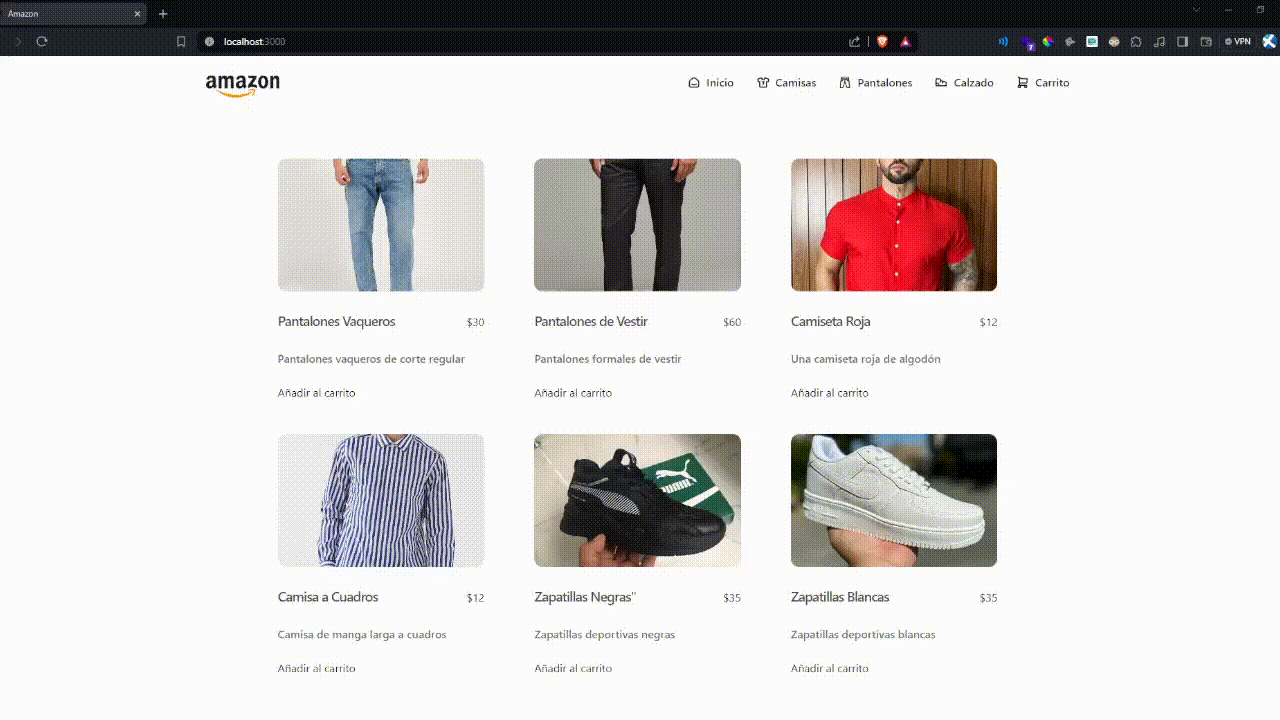 Amazon
localhost:3000
7
VPN
amazon
Inicio
Camisas
Pantalones
Calzado
Carrito
Pantalones Vaqueros $30
Pantalones de Vestir $60
Camiseta Roja $12
Pantalones vaqueros de corte regular
Pantalones formales de vestir
Una camiseta roja de algodón
Añadir al carrito
Añadir al carrito
Añadir al carrito
PUMA
Camisa a Cuadros $12
Zapatillas Negras" $35
Zapatillas Blancas $35
Camisa de manga larga a cuadros
Zapatillas deportivas negras
Zapatillas deportivas blancas
Añadir al carrito
Añadir al carrito
Añadir al carrito